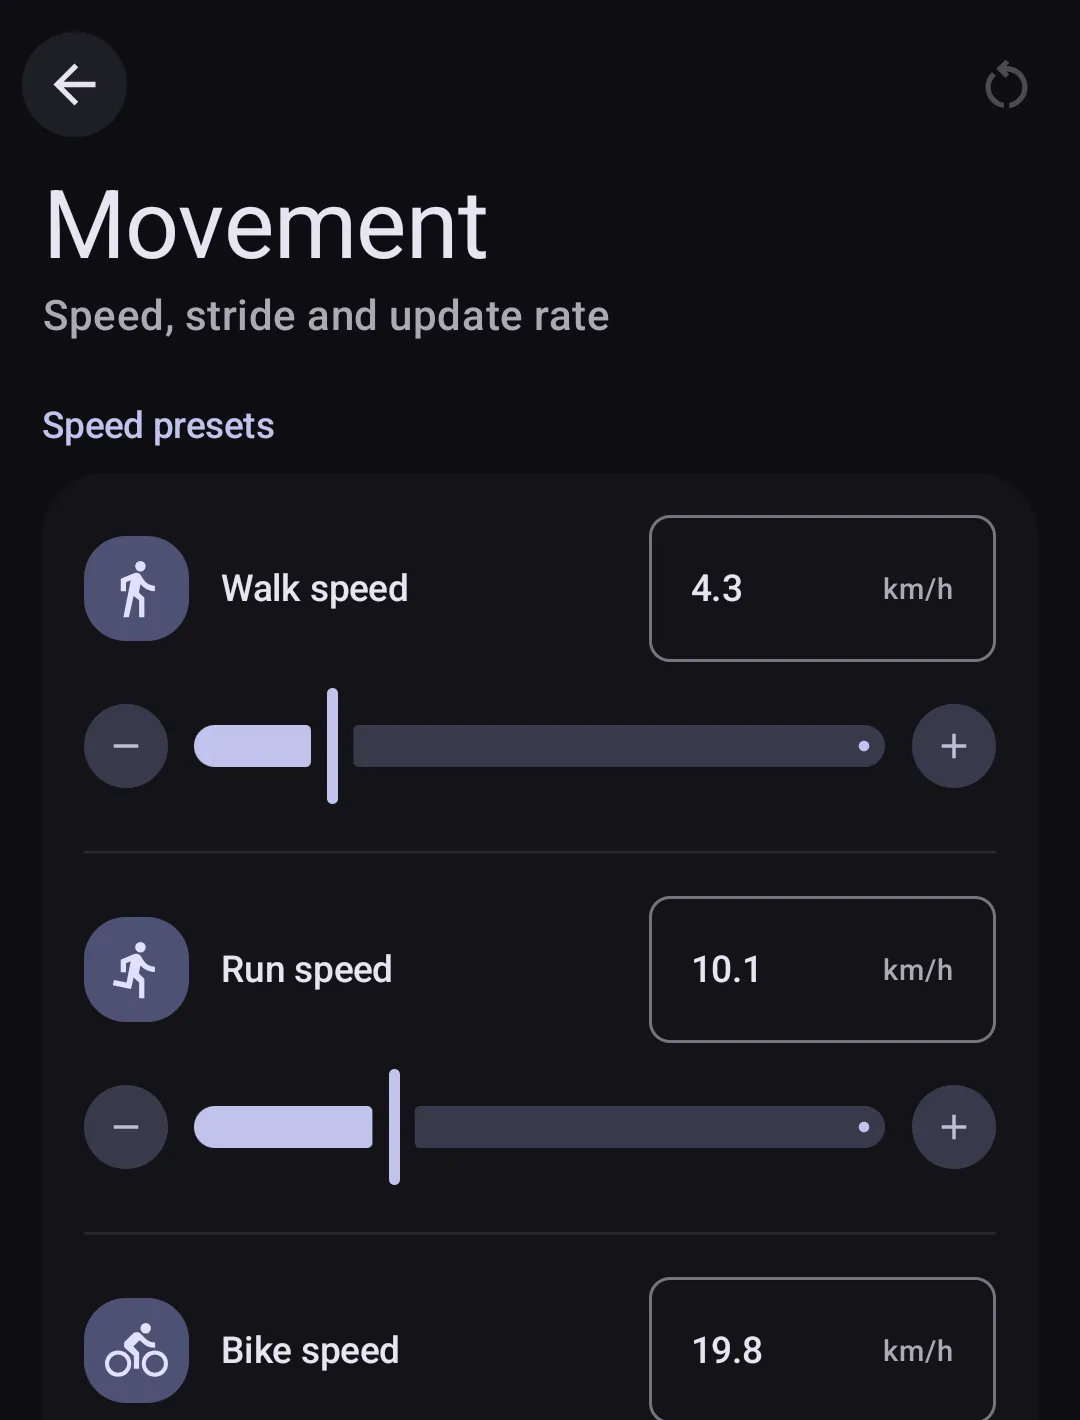 Movement
Speed, stride and update rate
Speed presets
Walk speed
4.3 km/h
Run speed
10.1 km/h
Bike speed
19.8 km/h